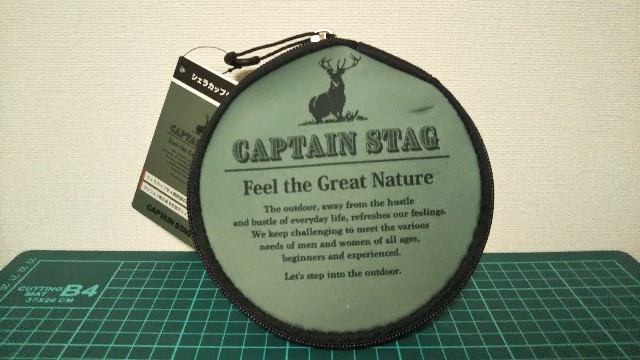 シェラカップ
CAPTAIN STAG
Feel the Great Nature
The outdoor, away from the hustle
and bustle of everyday life, refreshes our feelings.
We keep challenging to meet the various
needs of men and women of all ages,
beginners and experienced.
Let's step into the outdoor.
CAPTAIN STAG
CUTTING
MAT B4
37X26 CM